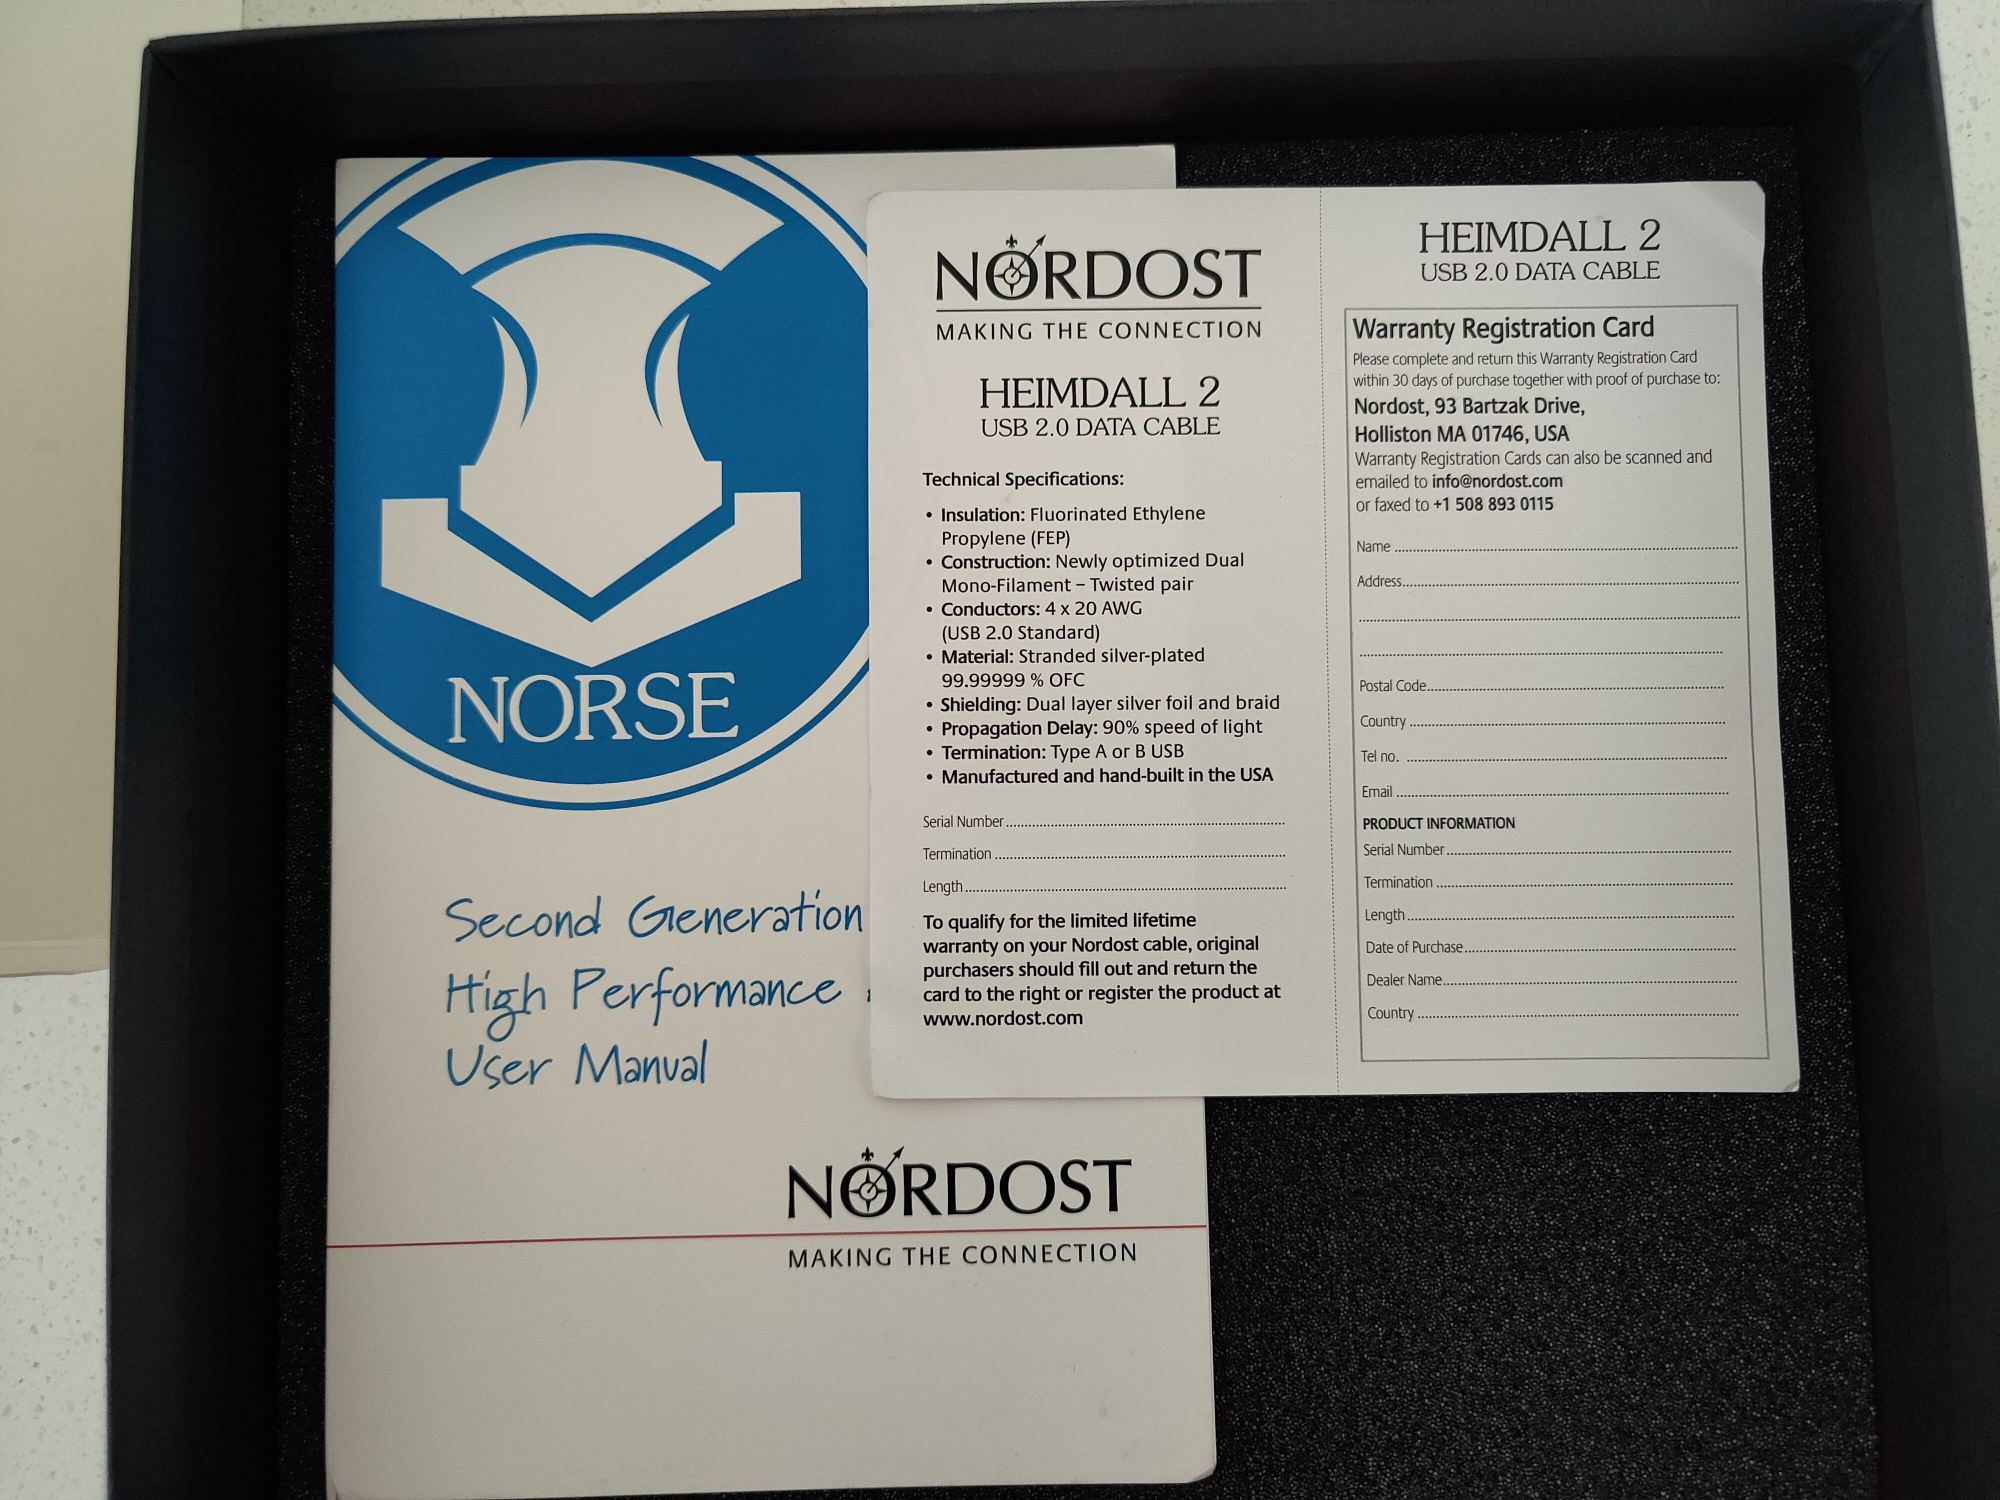 NORSE
Second Generation
High Performance
User Manual
NORDOST
MAKING THE CONNECTION
NORDOST
MAKING THE CONNECTION
HEIMDALL 2
USB 2.0 DATA CABLE
Technical Specifications:
• Insulation: Fluorinated Ethylene
Propylene (FEP)
• Construction: Newly optimized Dual
Mono-Filament – Twisted pair
• Conductors: 4 x 20 AWG
(USB 2.0 Standard)
• Material: Stranded silver-plated
99.99999 % OFC
• Shielding: Dual layer silver foil and braid
• Propagation Delay: 90% speed of light
• Termination: Type A or B USB
• Manufactured and hand-built in the USA
Serial Number
Termination
Length
To qualify for the limited lifetime
warranty on your Nordost cable, original
purchasers should fill out and return the
card to the right or register the product at
www.nordost.com
HEIMDALL 2
USB 2.0 DATA CABLE
Warranty Registration Card
Please complete and return this Warranty Registration Card
within 30 days of purchase together with proof of purchase to:
Nordost, 93 Bartzak Drive,
Holliston MA 01746, USA
Warranty Registration Cards can also be scanned and
emailed to info@nordost.com
or faxed to +1 508 893 0115
Name
Address
Postal Code
Country
Tel no.
Email
PRODUCT INFORMATION
Serial Number
Termination
Length
Date of Purchase
Dealer Name
Country